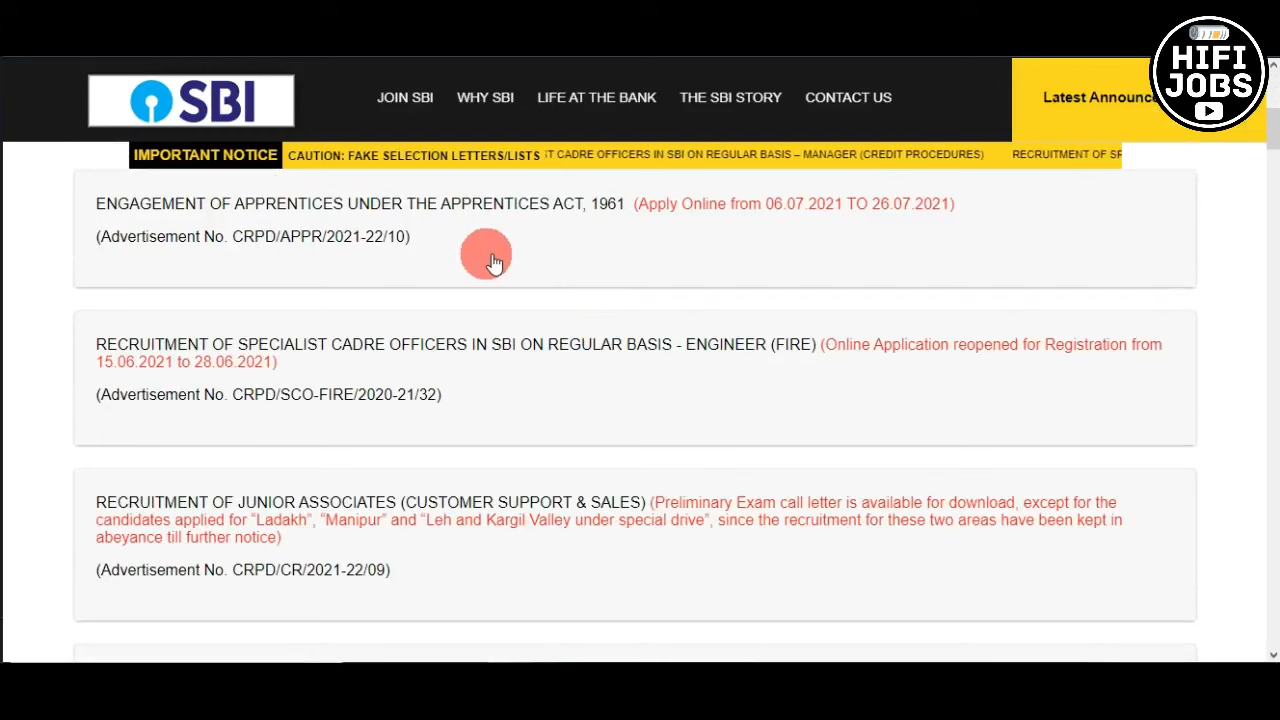 HIFI
JOBS
SBI
JOIN SBI
WHY SBI
LIFE AT THE BANK
THE SBI STORY
CONTACT US
Latest
IMPORTANT NOTICE
CAUTION: FAKE SELECTION LETTERS/LISTS
CADRE OFFICERS IN SBI ON REGULAR BASIS – MANAGER (CREDIT PROCEDURES)
RECRUITMENT OF
ENGAGEMENT OF APPRENTICES UNDER THE APPRENTICES ACT, 1961 (Apply Online from 06.07.2021 TO 26.07.2021)
(Advertisement No. CRPD/APPR/2021-22/10)
RECRUITMENT OF SPECIALIST CADRE OFFICERS IN SBI ON REGULAR BASIS - ENGINEER (FIRE) (Online Application reopened for Registration from
15.06.2021 to 28.06.2021)
(Advertisement No. CRPD/SCO-FIRE/2020-21/32)
RECRUITMENT OF JUNIOR ASSOCIATES (CUSTOMER SUPPORT & SALES) (Preliminary Exam call letter is available for download, except for the
candidates applied for “Ladakh”, “Manipur” and “Leh and Kargil Valley under special drive”, since the recruitment for these two areas have been kept in
abeyance till further notice)
(Advertisement No. CRPD/CR/2021-22/09)